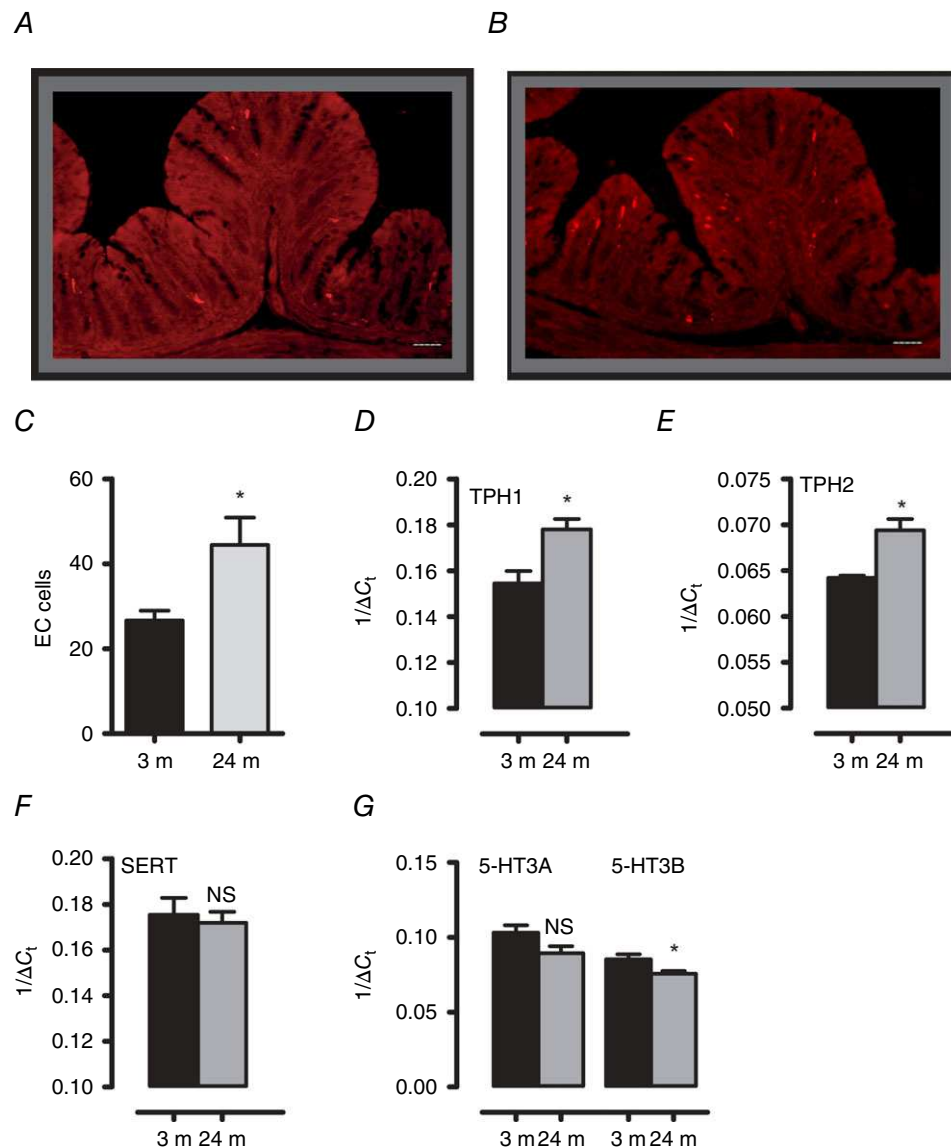 A
B
C
60
40
20
0
EC cells
*
3 m
24 m
D
0.20
0.18
0.16
0.14
0.12
0.10
1/ΔCt
TPH1
*
3 m 24 m
E
0.075
0.070
0.065
0.060
0.055
0.050
1/ΔCt
TPH2
*
3 m 24 m
F
0.20
0.18
0.16
0.14
0.12
0.10
1/ΔCt
SERT
NS
3 m 24 m
G
0.15
0.10
0.05
0.00
1/ΔCt
5-HT3A
5-HT3B
NS
*
3 m 24 m
3 m 24 m